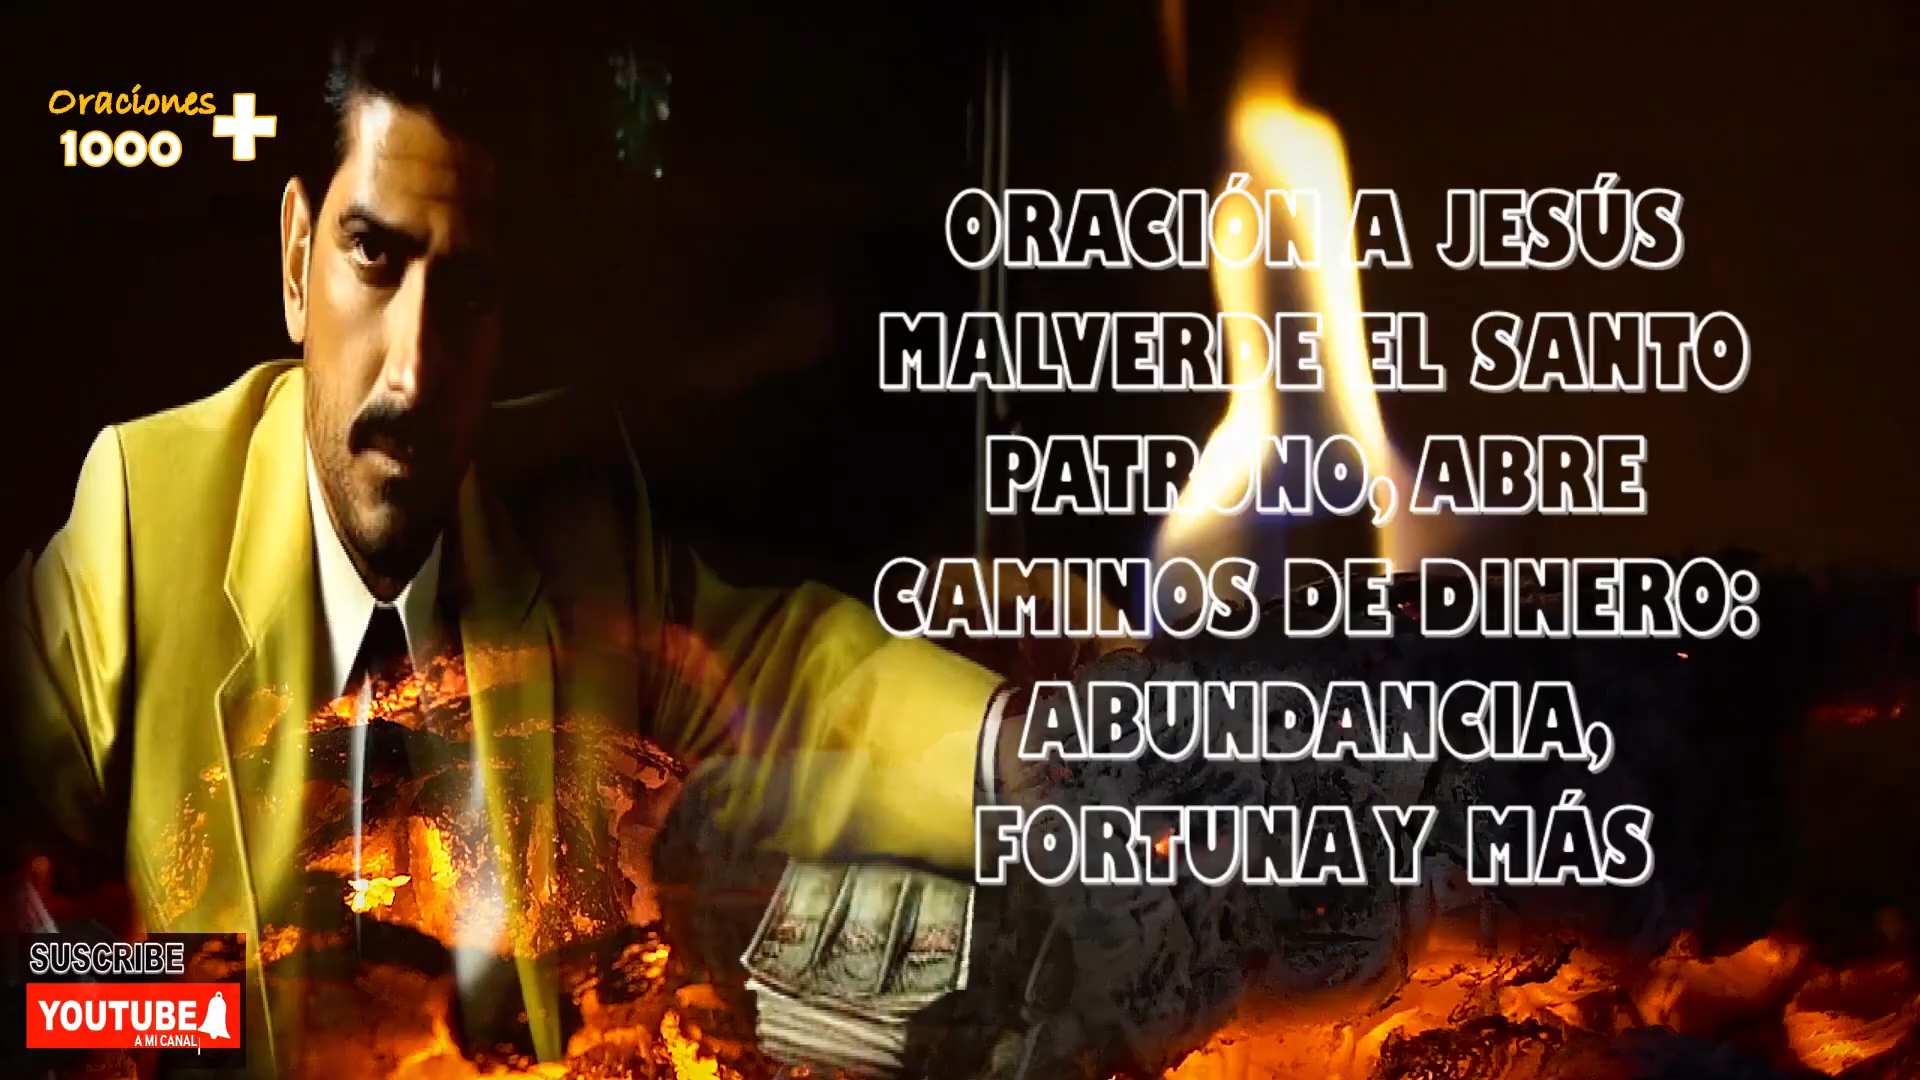 Oraciones
1000
ORACIÓN A JESÚS
MALVERDE EL SANTO
PATRONO, ABRE
CAMINOS DE DINERO:
ABUNDANCIA,
FORTUNA Y MÁS
SUSCRIBE
YOUTUBE
A MI CANAL